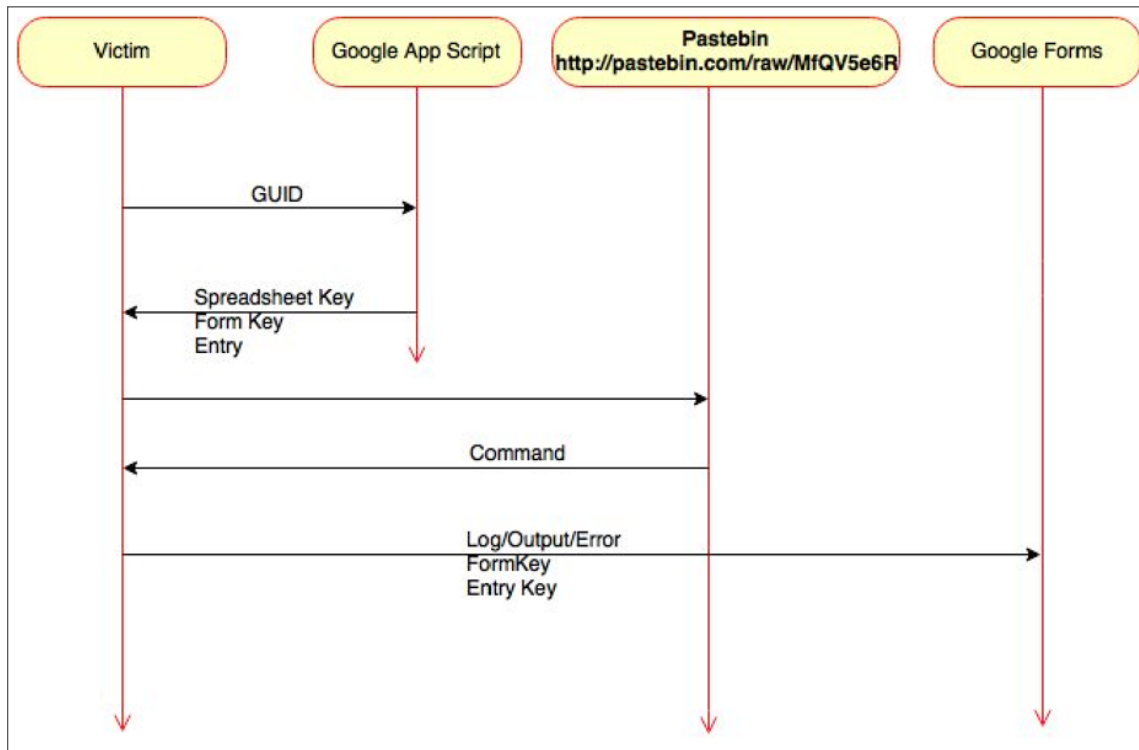 Victim
Google App Script
Pastebin
http://pastebin.com/raw/MfQV5e6R
Google Forms
GUID
Spreadsheet Key
Form Key
Entry
Command
Log/Output/Error
FormKey
Entry Key